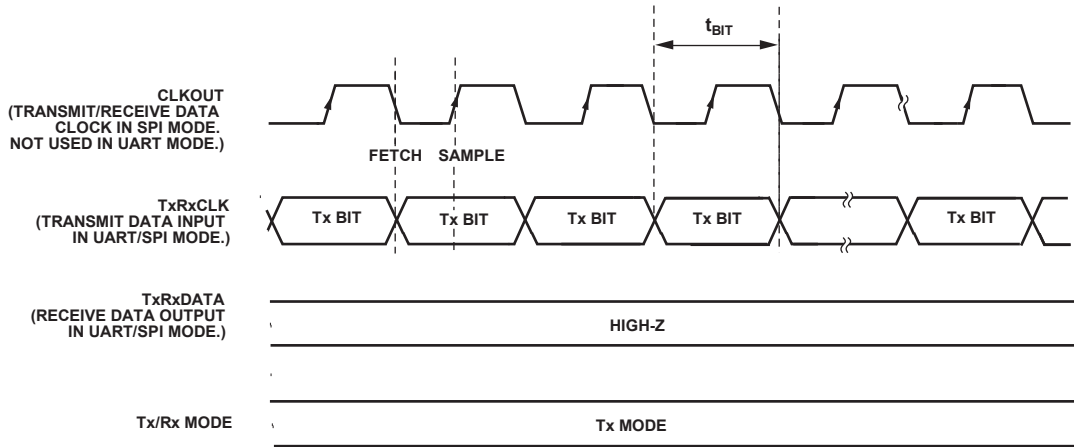 tBIT
CLKOUT
(TRANSMIT/RECEIVE DATA
CLOCK IN SPI MODE.
NOT USED IN UART MODE.)
FETCH SAMPLE
TxRxCLK
(TRANSMIT DATA INPUT
IN UART/SPI MODE.)
Tx BIT Tx BIT Tx BIT Tx BIT Tx BIT
TxRxDATA
(RECEIVE DATA OUTPUT
IN UART/SPI MODE.)
HIGH-Z
Tx/Rx MODE
Tx MODE